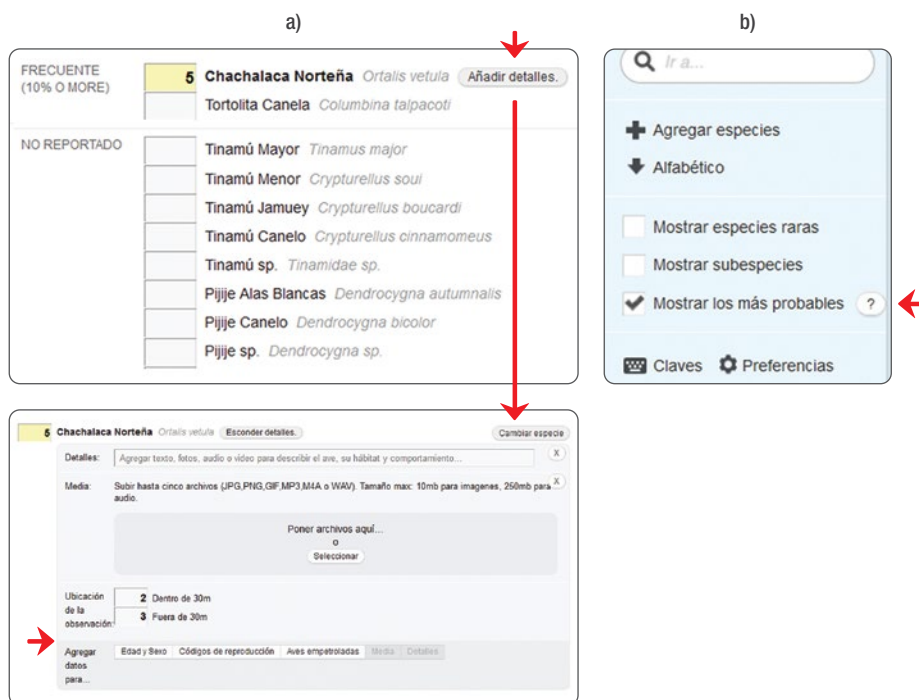 a)
FRECUENTE
(10% O MORE)
5 Chachalaca Norteña Ortalis vetula Añadir detalles.
Tortolita Canela Columbina talpacoti
NO REPORTADO
Tinamú Mayor Tinamus major
Tinamú Menor Crypturellus soui
Tinamú Jamuey Crypturellus boucardi
Tinamú Canelo Crypturellus cinnamomeus
Tinamú sp. Tinamidae sp.
Pijije Alas Blancas Dendrocygna autumnalis
Pijije Canelo Dendrocygna bicolor
Pijije sp. Dendrocygna sp.
b)
Ir a...
Agregar especies
Alfabético
Mostrar especies raras
Mostrar subespecies
Mostrar los más probables ?
Claves Preferencias
5 Chachalaca Norteña Ortalis vetula Esconder detalles. Cambiar especie
Detalles: Agregar texto, fotos, audio o video para describir el ave, su hábitat y comportamiento... X
Media: Subir hasta cinco archivos (JPG,PNG,GIF,MP3,M4A o WAV). Tamaño max: 10mb para imagenes, 250mb para X
audio.
Poner archivos aquí...
o
Seleccionar
Ubicación
de la
observación:
2 Dentro de 30m
3 Fuera de 30m
Agregar
datos
para...
Edad y Sexo Códigos de reproducción Aves empetroladas Media Detalles